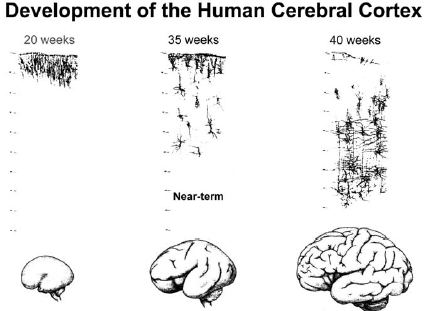 Development of the Human Cerebral Cortex
20 weeks
35 weeks
40 weeks
Near-term